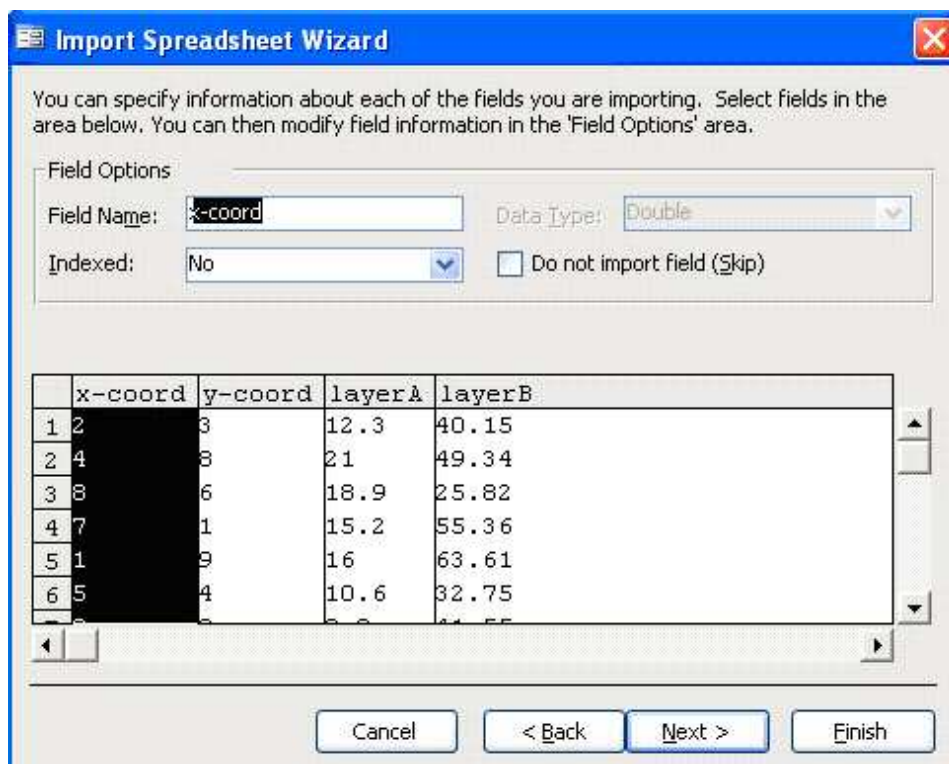 Import Spreadsheet Wizard
You can specify information about each of the fields you are importing. Select fields in the
area below. You can then modify field information in the 'Field Options' area.
Field Options
Field Name: x-coord Data Type: Double
Indexed: No Do not import field (Skip)
x-coord y-coord layerA layerB
1 2 3 12.3 40.15
2 4 8 21 49.34
3 8 6 18.9 25.82
4 7 1 15.2 55.36
5 1 9 16 63.61
6 5 4 10.6 32.75
Cancel < Back Next > Finish